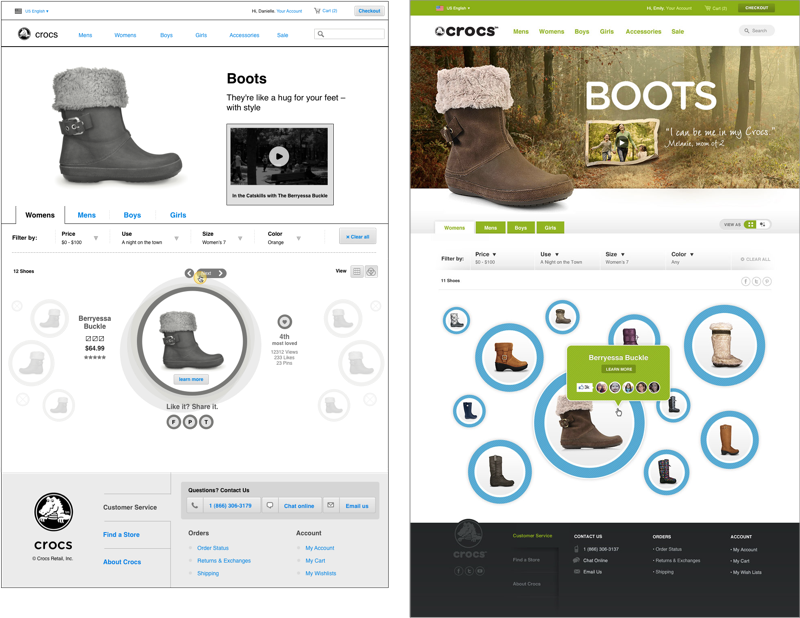 US English
Hi, Danielle. Your Account
Cart (2)
Checkout
crocs
Mens
Womens
Boys
Girls
Accessories
Sale
Boots
They're like a hug for your feet –
with style
In the Catskills with The Berryessa Buckle
Womens
Mens
Boys
Girls
Filter by:
Price
$0 - $100
Use
A night on the town
Size
Women's 7
Color
Orange
× Clear all
12 Shoes
View
Berryessa
Buckle
$64.99
learn more
4th
most loved
12312 Views
230 Likes
23 Pins
Like it? Share it.
F P T
crocs
© Crocs Retail, Inc.
Customer Service
Find a Store
About Crocs
Questions? Contact Us
1 (866) 306-3179
Chat online
Email us
Orders
Order Status
Returns & Exchanges
Shipping
Account
My Account
My Cart
My Wishlists
US English
Hi, Emily. Your Account
Cart (2)
CHECKOUT
crocs™
Mens
Womens
Boys
Girls
Accessories
Sale
Search
BOOTS
"I can be me in my Crocs."
Melanie, mom of 2
Womens
Mens
Boys
Girls
VIEW AS
Filter by:
Price
$0 - $100
Use
A Night on the Town
Size
Women's 7
Color
Any
CLEAR ALL
11 Shoes
Berryessa Buckle
LEARN MORE
3k
crocs
Customer Service
Find a Store
About Crocs
CONTACT US
1 (866) 306-3137
Chat Online
Email Us
ORDERS
• Order Status
• Returns & Exchanges
• Shipping
ACCOUNT
• My Account
• My Cart
• My Wish Lists